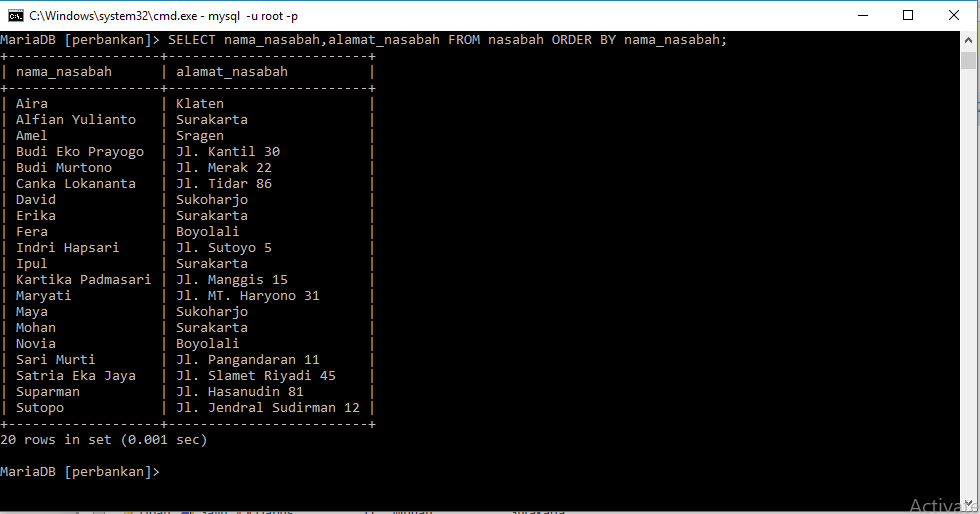 C:\Windows\system32\cmd.exe - mysql  -u root -p
MariaDB [perbankan]> SELECT nama_nasabah,alamat_nasabah FROM nasabah ORDER BY nama_nasabah;
+-------------------+-------------------------+
| nama_nasabah      | alamat_nasabah          |
+-------------------+-------------------------+
| Aira              | Klaten                  |
| Alfian Yulianto   | Surakarta               |
| Amel              | Sragen                  |
| Budi Eko Prayogo  | Jl. Kantil 30           |
| Budi Murtono      | Jl. Merak 22            |
| Canka Lokananta   | Jl. Tidar 86            |
| David             | Sukoharjo               |
| Erika             | Surakarta               |
| Fera              | Boyolali                |
| Indri Hapsari     | Jl. Sutoyo 5            |
| Ipul              | Surakarta               |
| Kartika Padmasari | Jl. Manggis 15          |
| Maryati           | Jl. MT. Haryono 31      |
| Maya              | Sukoharjo               |
| Mohan             | Surakarta               |
| Novia             | Boyolali                |
| Sari Murti        | Jl. Pangandaran 11      |
| Satria Eka Jaya   | Jl. Slamet Riyadi 45    |
| Suparman          | Jl. Hasanudin 81        |
| Sutopo            | Jl. Jendral Sudirman 12 |
+-------------------+-------------------------+
20 rows in set (0.001 sec)
MariaDB [perbankan]>